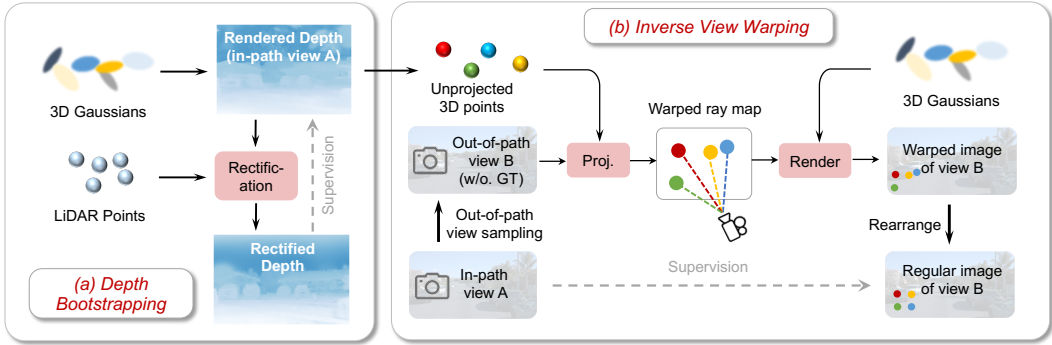 Rendered Depth
(in-path view A)
3D Gaussians
Rectific-
ation
Supervision
LiDAR Points
Rectified
Depth
(a) Depth
Bootstrapping
(b) Inverse View Warping
Unprojected
3D points
Warped ray map
3D Gaussians
Out-of-path
view B
(w/o. GT)
Proj.
Render
Warped image
of view B
Out-of-path
view sampling
Rearrange
In-path
view A
Supervision
Regular image
of view B